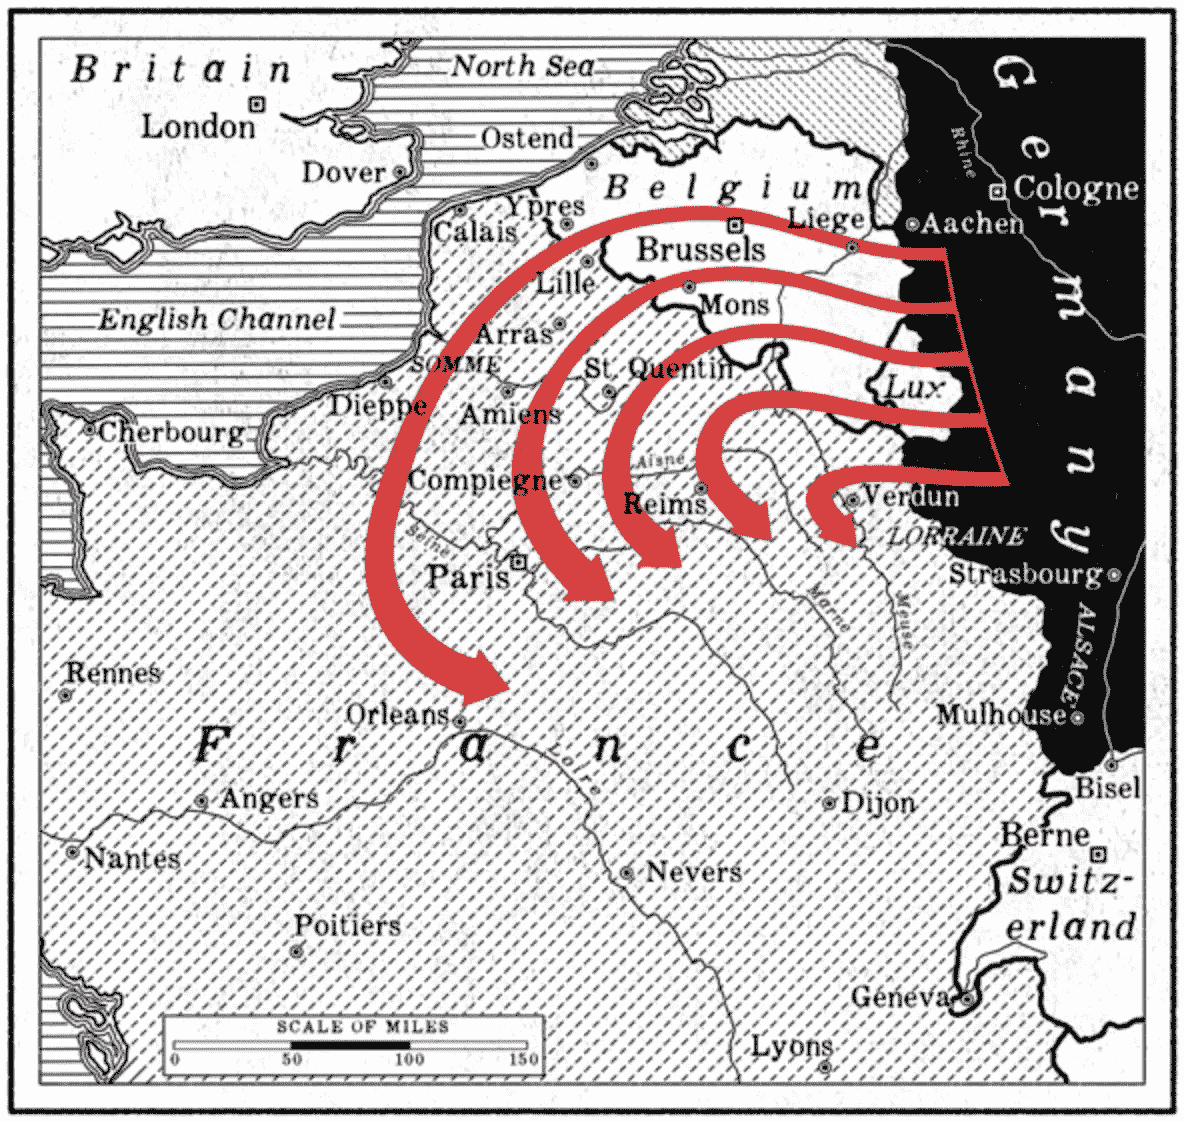 Britain
North Sea
London
Ostend
Dover
Germany
Rhine
Cologne
Belgium
Ypres
Calais
Liege
Aachen
Brussels
Lille
Mons
English Channel
Arras
SOMME
St. Quentin
Lux
Dieppe
Amiens
Cherbourg
Compiegne
Aisne
Reims
Verdun
LORRAINE
Seine
Paris
Strasbourg
Marne
Meuse
ALSACE
Rennes
Orleans
Mulhouse
France
Loire
Bisel
Angers
Dijon
Berne
Nantes
Nevers
Switz-
erland
Poitiers
Geneva
SCALE OF MILES
0 50 100 150
Lyons